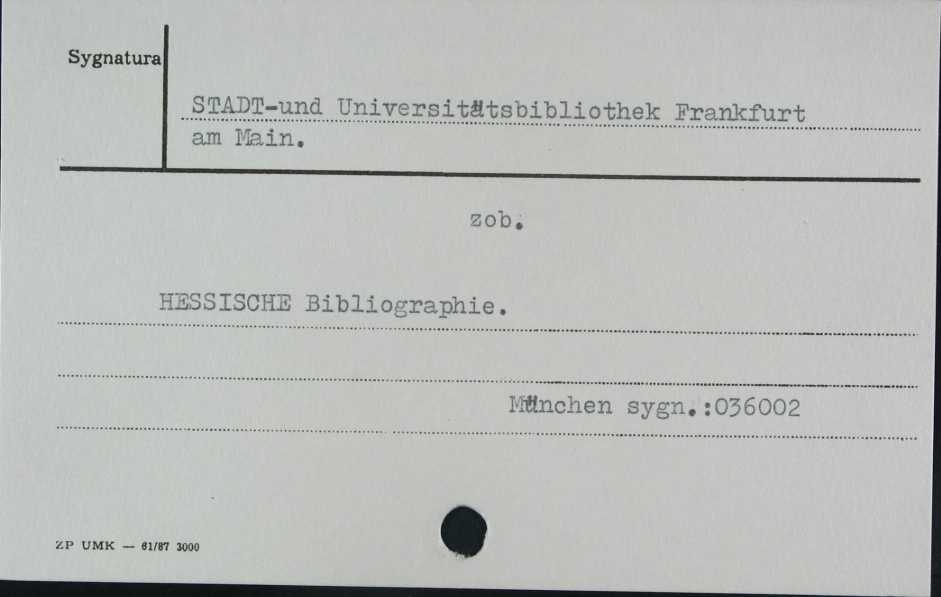 Sygnatura
STADT-und Universitätsbibliothek Frankfurt
am Main.
zob.
HESSISCHE Bibliographie.
München sygn.:036002
ZP UMK — 61/87 3000